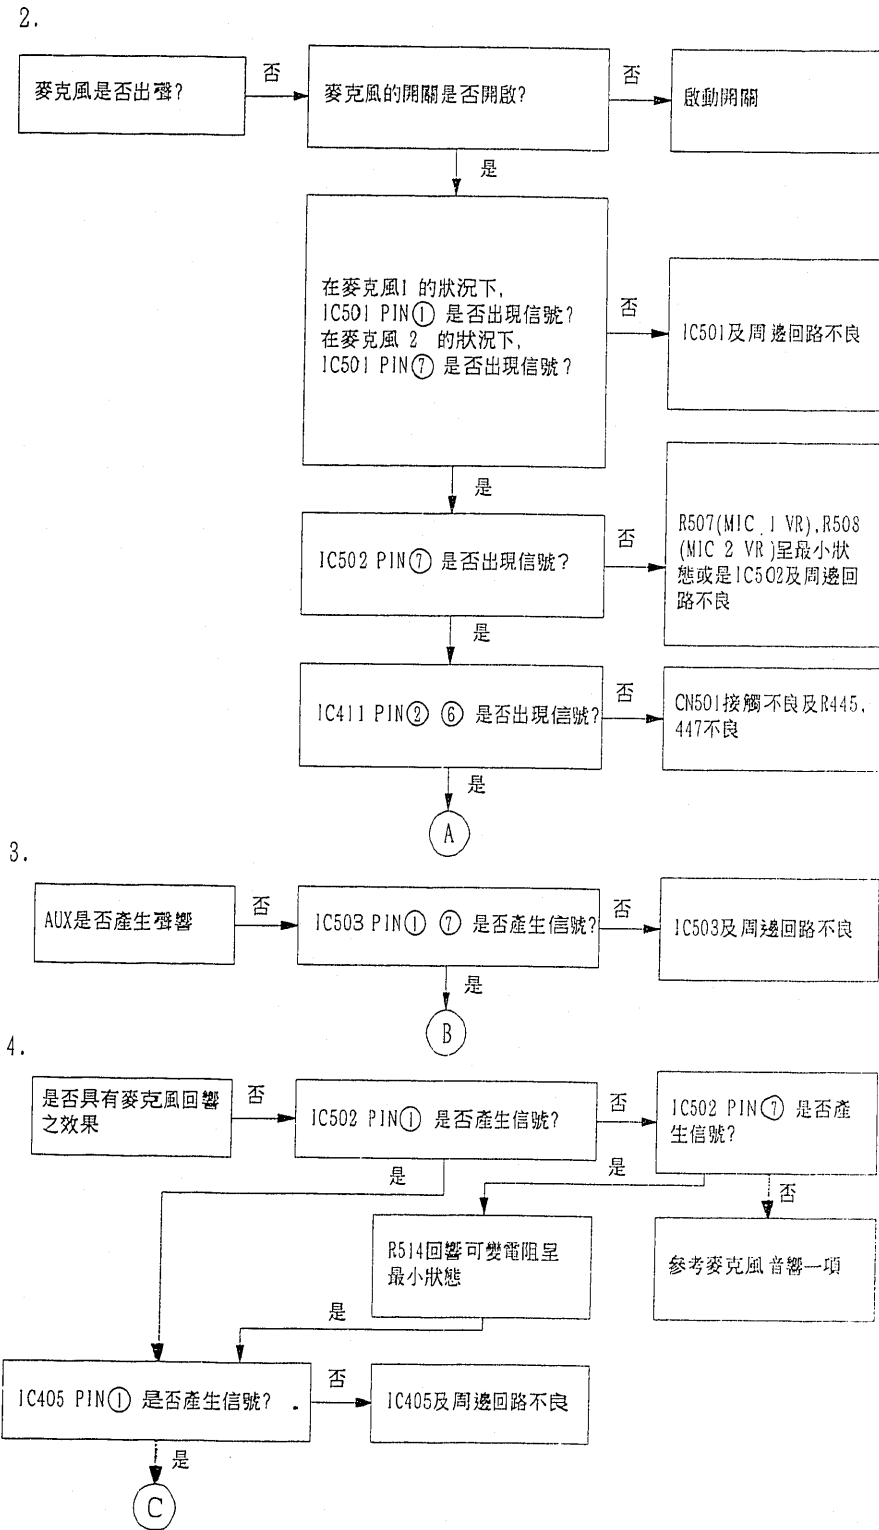 2.
麥克風是否出聲?
否
麥克風的開關是否開啟?
否
啟動開關
是
在麥克風1 的狀況下,
IC501 PIN① 是否出現信號?
在麥克風 2 的狀況下,
IC501 PIN⑦ 是否出現信號?
否
IC501及周邊回路不良
是
IC502 PIN⑦ 是否出現信號?
否
R507(MIC 1 VR),R508
(MIC 2 VR)呈最小狀
態或是IC502及周邊回
路不良
是
IC411 PIN② ⑥ 是否出現信號?
否
CN501接觸不良及R445,
447不良
是
A
3.
AUX是否產生聲響
否
IC503 PIN① ⑦ 是否產生信號?
否
IC503及周邊回路不良
是
B
4.
是否具有麥克風回響
之效果
否
IC502 PIN① 是否產生信號?
否
IC502 PIN⑦ 是否產
生信號?
是
是
否
R514回響可變電阻呈
最小狀態
參考麥克風音響一項
是
IC405 PIN① 是否產生信號?
否
IC405及周邊回路不良
是
C